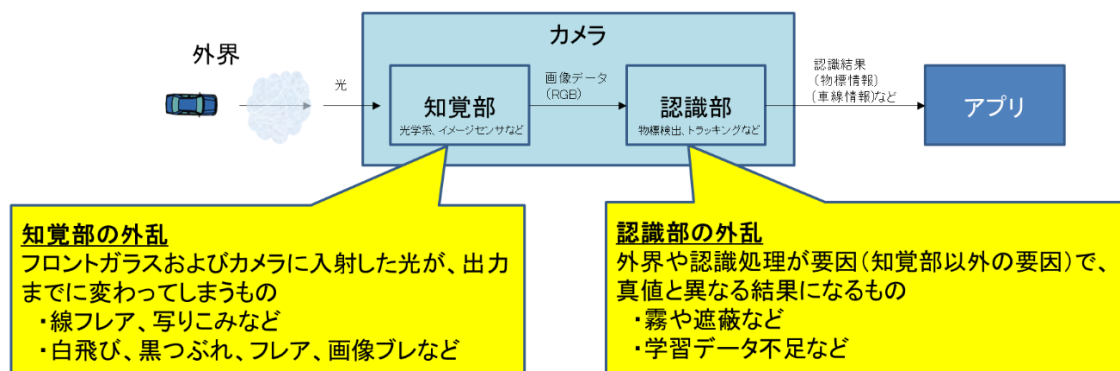 カメラ
外界
光
知覚部
光学系、イメージセンサなど
画像データ
(RGB)
認識部
物標検出、トラッキングなど
認識結果
(物標情報)
(車線情報)など
アプリ
知覚部の外乱
フロントガラスおよびカメラに入射した光が、出力
までに変わってしまうもの
・線フレア、写りこみなど
・白飛び、黒つぶれ、フレア、画像ブレなど
認識部の外乱
外界や認識処理が要因(知覚部以外の要因)で、
真値と異なる結果になるもの
・霧や遮蔽など
・学習データ不足など